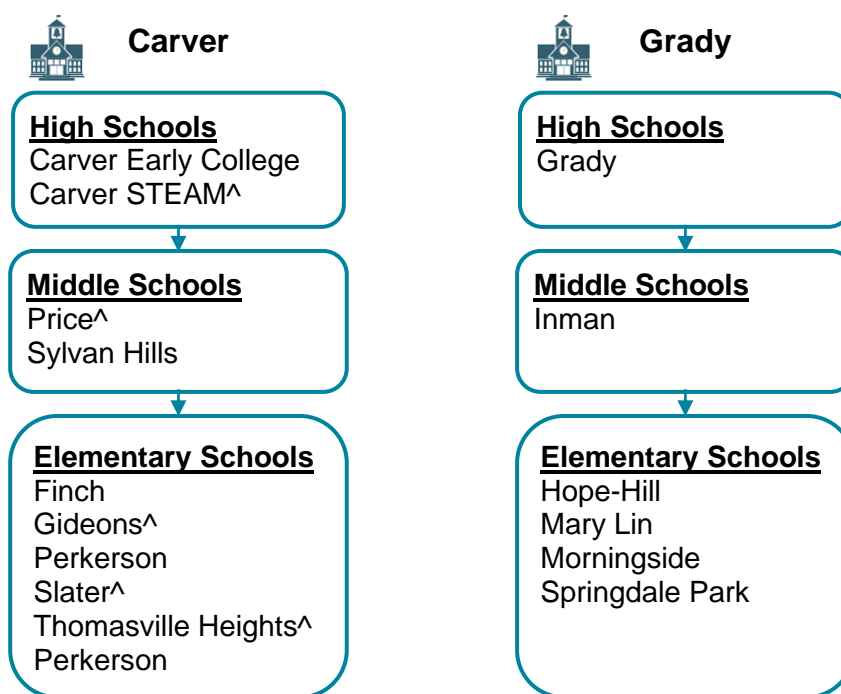 Carver
High Schools
Carver Early College
Carver STEAM^
Middle Schools
Price^
Sylvan Hills
Elementary Schools
Finch
Gideons^
Perkerson
Slater^
Thomasville Heights^
Perkerson
Grady
High Schools
Grady
Middle Schools
Inman
Elementary Schools
Hope-Hill
Mary Lin
Morningside
Springdale Park